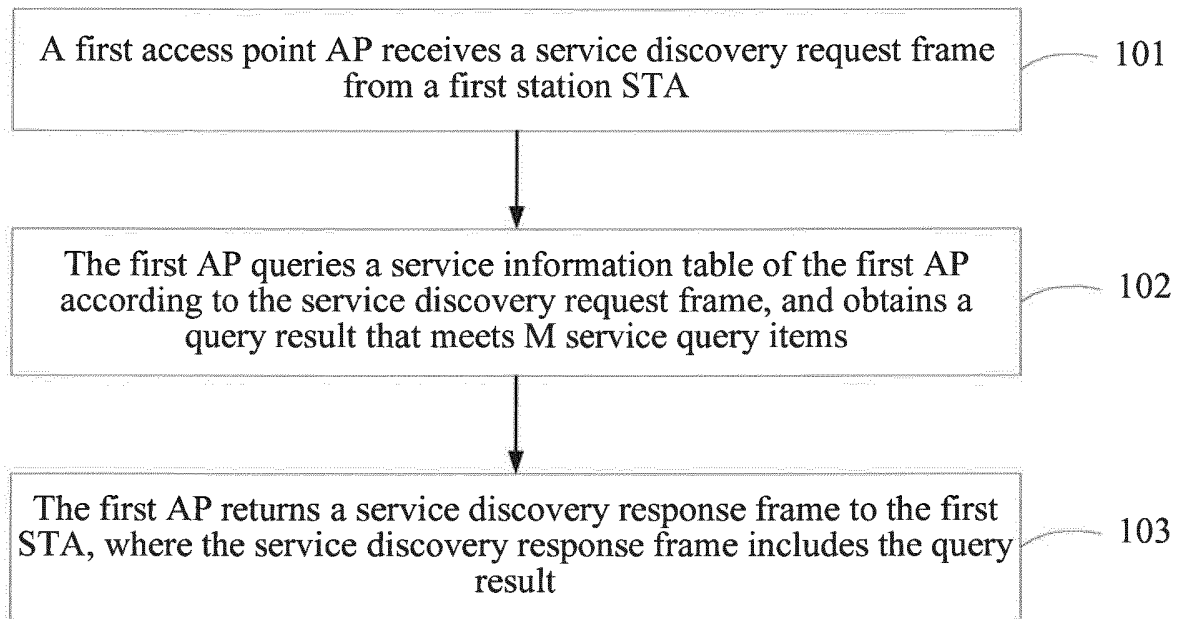 A first access point AP receives a service discovery request frame
from a first station STA
101
The first AP queries a service information table of the first AP
according to the service discovery request frame, and obtains a
query result that meets M service query items
102
The first AP returns a service discovery response frame to the first
STA, where the service discovery response frame includes the query
result
103